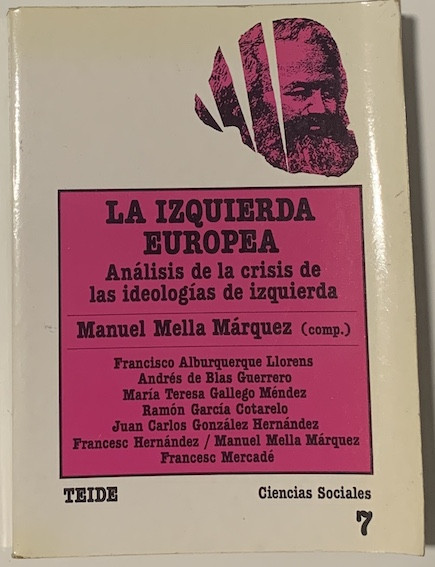 LA IZQUIERDA
EUROPEA
Análisis de la crisis de
las ideologías de izquierda
Manuel Mella Márquez (comp.)
Francisco Alburquerque Llorens
Andrés de Blas Guerrero
María Teresa Gallego Méndez
Ramón García Cotarelo
Juan Carlos González Hernández
Francesc Hernández / Manuel Mella Márquez
Francesc Mercadé
TEIDE Ciencias Sociales
7